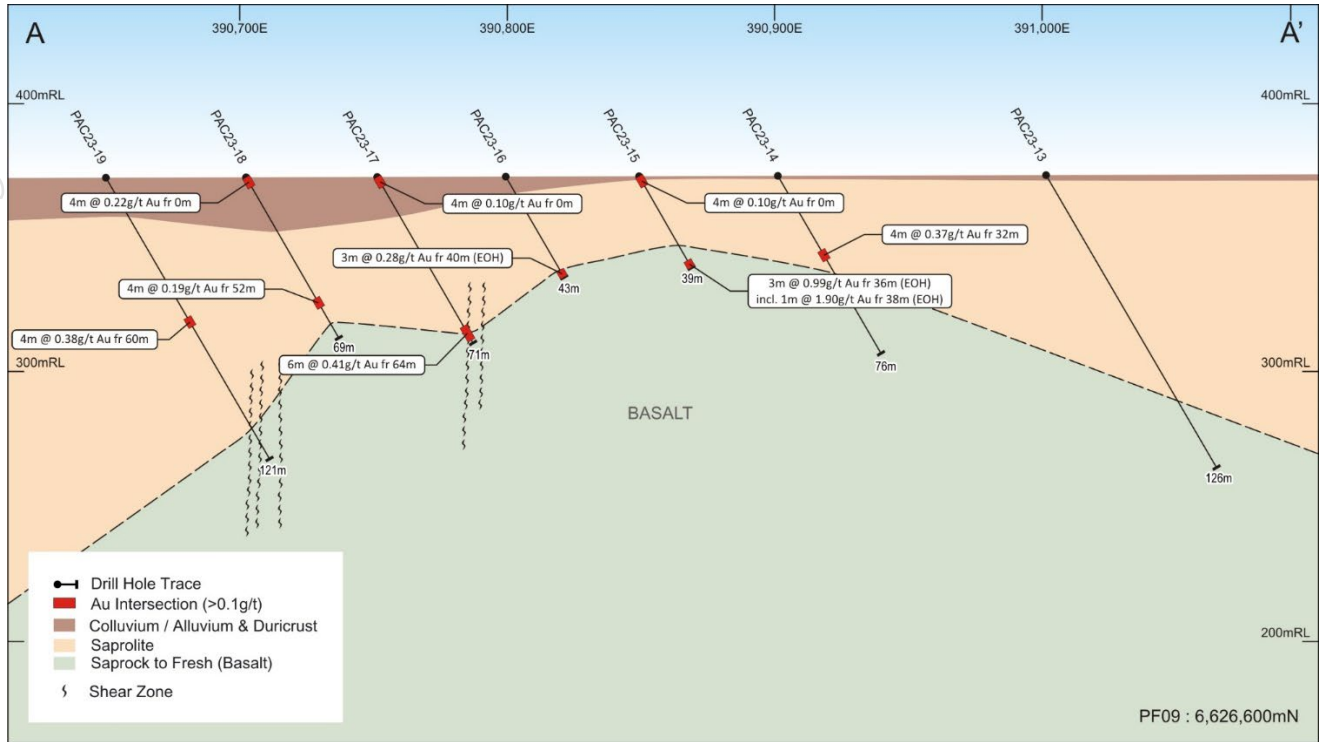 A
390,700E
390,800E
390,900E
391,000E
A'
400mRL
400mRL
PAC23-19
PAC23-18
PAC23-17
PAC23-16
PAC23-15
PAC23-14
PAC23-13
4m @ 0.22g/t Au fr 0m
4m @ 0.10g/t Au fr 0m
4m @ 0.10g/t Au fr 0m
4m @ 0.37g/t Au fr 32m
3m @ 0.28g/t Au fr 40m (EOH)
4m @ 0.19g/t Au fr 52m
3m @ 0.99g/t Au fr 36m (EOH)
incl. 1m @ 1.90g/t Au fr 38m (EOH)
43m
39m
4m @ 0.38g/t Au fr 60m
69m
71m
6m @ 0.41g/t Au fr 64m
76m
300mRL
300mRL
BASALT
121m
126m
200mRL
Drill Hole Trace
Au Intersection (>0.1g/t)
Colluvium / Alluvium & Duricrust
Saprolite
Saprock to Fresh (Basalt)
Shear Zone
PF09 : 6,626,600mN